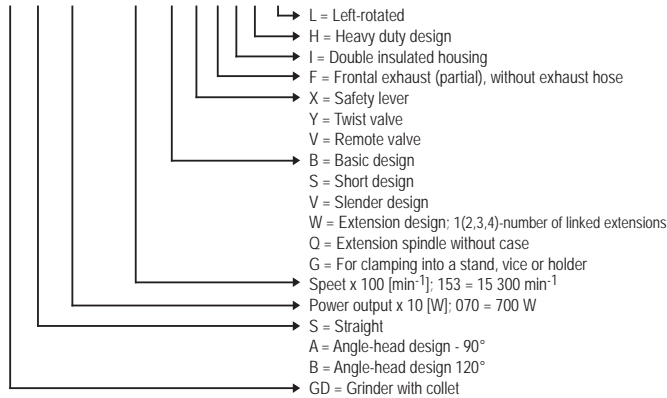 L = Left-rotated
H = Heavy duty design
I = Double insulated housing
F = Frontal exhaust (partial), without exhaust hose
X = Safety lever
Y = Twist valve
V = Remote valve
B = Basic design
S = Short design
V = Slender design
W = Extension design; 1(2,3,4)-number of linked extensions
Q = Extension spindle without case
G = For clamping into a stand, vice or holder
Speet x 100 [min-1]; 153 = 15 300 min-1
Power output x 10 [W]; 070 = 700 W
S = Straight
A = Angle-head design - 90°
B = Angle-head design 120°
GD = Grinder with collet